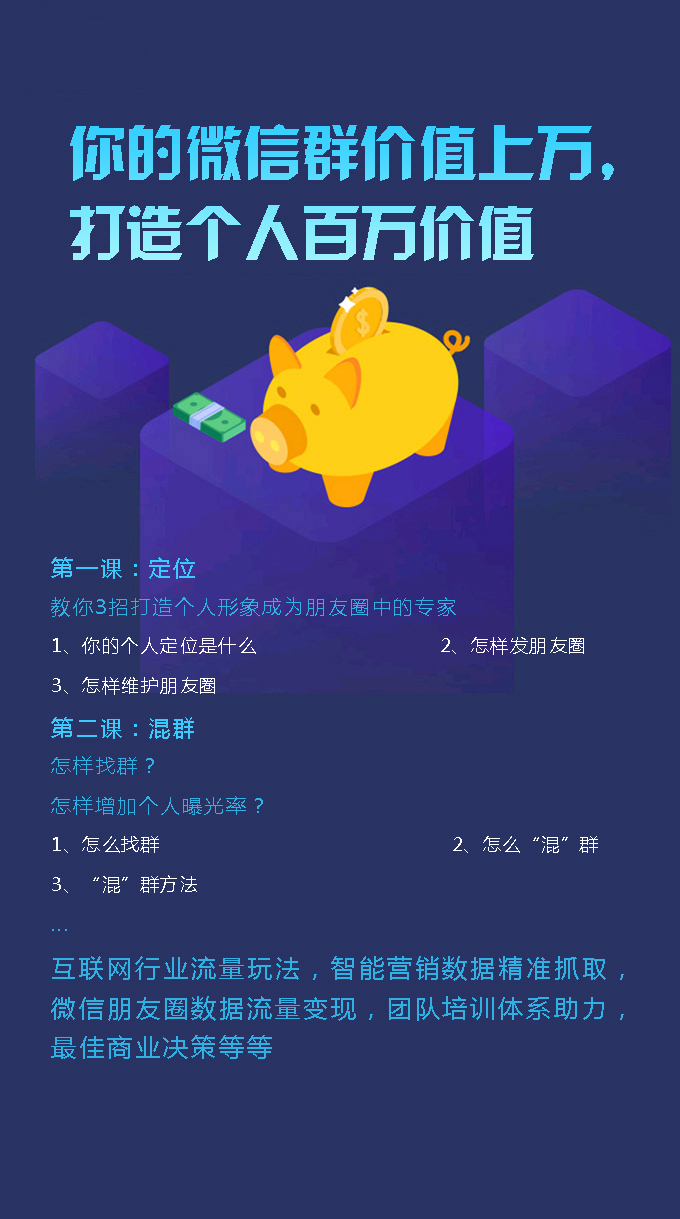 你的微信群价值上万，
打造个人百万价值
第一课：定位
教你3招打造个人形象成为朋友圈中的专家
1、你的个人定位是什么 2、怎样发朋友圈
3、怎样维护朋友圈
第二课：混群
怎样找群？
怎样增加个人曝光率？
1、怎么找群 2、怎么“混”群
3、“混”群方法
...
互联网行业流量玩法，智能营销数据精准抓取，
微信朋友圈数据流量变现，团队培训体系助力，
最佳商业决策等等